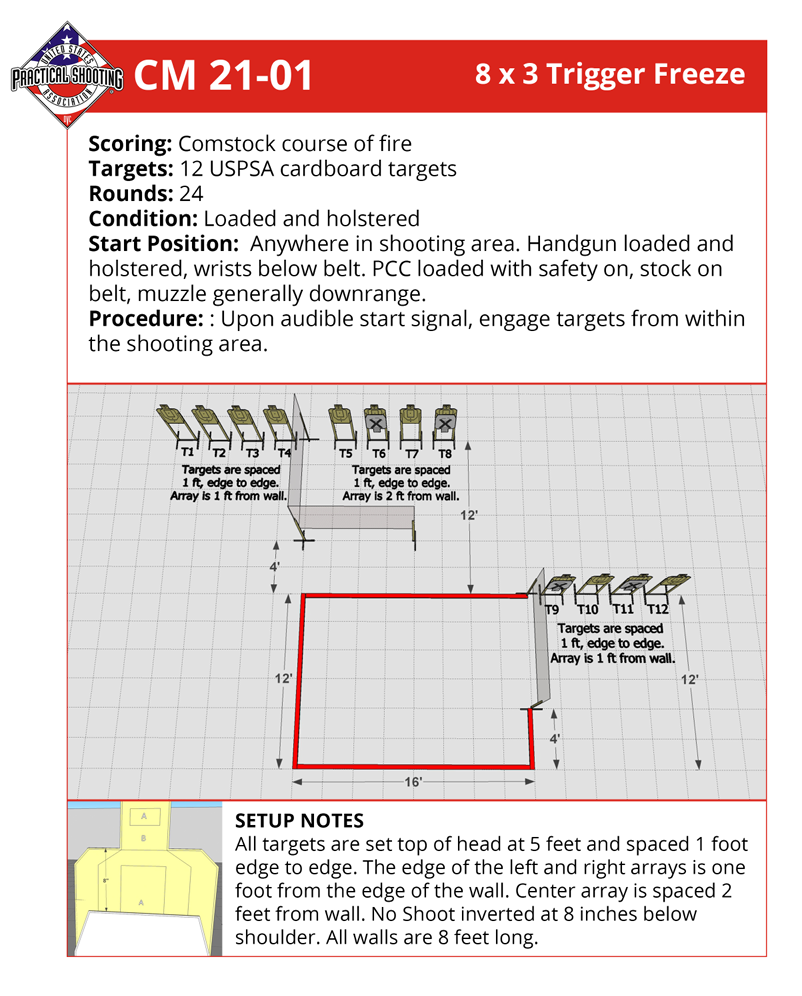 UNITED STATES
PRACTICAL SHOOTING
ASSOCIATION
DVC
CM 21-01
8 x 3 Trigger Freeze
Scoring: Comstock course of fire
Targets: 12 USPSA cardboard targets
Rounds: 24
Condition: Loaded and holstered
Start Position:  Anywhere in shooting area. Handgun loaded and
holstered, wrists below belt. PCC loaded with safety on, stock on
belt, muzzle generally downrange.
Procedure: : Upon audible start signal, engage targets from within
the shooting area.
T1 T2 T3 T4 T5 T6 T7 T8
Targets are spaced
1 ft, edge to edge.
Array is 1 ft from wall.
Targets are spaced
1 ft, edge to edge.
Array is 2 ft from wall.
12'
4'
T9 T10 T11 T12
Targets are spaced
1 ft, edge to edge.
Array is 1 ft from wall.
12'
12'
4'
16'
A
B
8"
A
SETUP NOTES
All targets are set top of head at 5 feet and spaced 1 foot
edge to edge. The edge of the left and right arrays is one
foot from the edge of the wall. Center array is spaced 2
feet from wall. No Shoot inverted at 8 inches below
shoulder. All walls are 8 feet long.